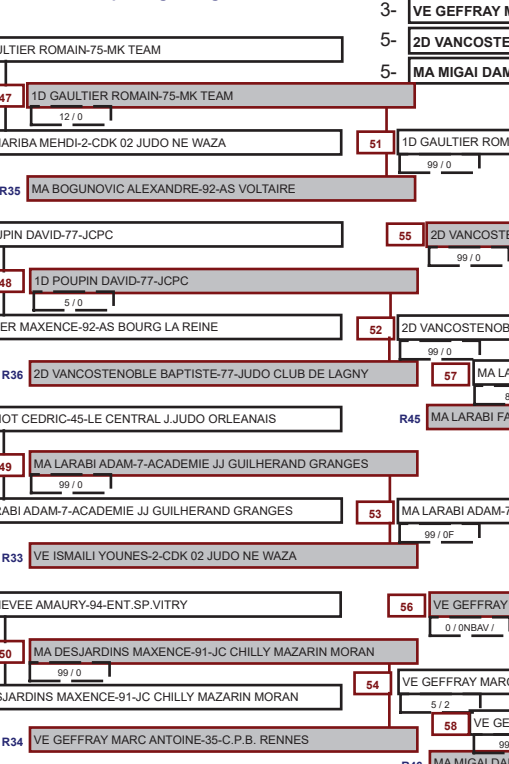 3- VE GEFFRAY
5- 2D VANCOSTE
5- MA MIGAI DAM
ULTIER ROMAIN-75-MK TEAM
47 1D GAULTIER ROMAIN-75-MK TEAM
12 / 0
ARIBA MEHDI-2-CDK 02 JUDO NE WAZA
51 1D GAULTIER ROM
99 / 0
R35 MA BOGUNOVIC ALEXANDRE-92-AS VOLTAIRE
UPIN DAVID-77-JCPC
55 2D VANCOSTE
99 / 0
48 1D POUPIN DAVID-77-JCPC
5 / 0
ER MAXENCE-92-AS BOURG LA REINE
52 2D VANCOSTENOB
99 / 0
R36 2D VANCOSTENOBLE BAPTISTE-77-JUDO CLUB DE LAGNY
57 MA LA
8
OT CEDRIC-45-LE CENTRAL J.JUDO ORLEANAIS
R45 MA LARABI FA
49 MA LARABI ADAM-7-ACADEMIE JJ GUILHERAND GRANGES
99 / 0
ABI ADAM-7-ACADEMIE JJ GUILHERAND GRANGES
53 MA LARABI ADAM-7
99 / 0F
R33 VE ISMAILI YOUNES-2-CDK 02 JUDO NE WAZA
EVEE AMAURY-94-ENT.SP.VITRY
56 VE GEFFRAY
0 / 0NBAV /
50 MA DESJARDINS MAXENCE-91-JC CHILLY MAZARIN MORAN
99 / 0
SJARDINS MAXENCE-91-JC CHILLY MAZARIN MORAN
54 VE GEFFRAY MARC
5 / 2
58 VE GE
99
R34 VE GEFFRAY MARC ANTOINE-35-C.P.B. RENNES
MA MIGAI DA